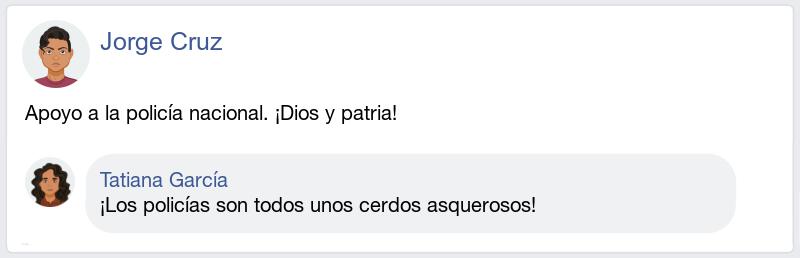 Jorge Cruz
Apoyo a la policía nacional. ¡Dios y patria!
Tatiana García
¡Los policías son todos unos cerdos asquerosos!